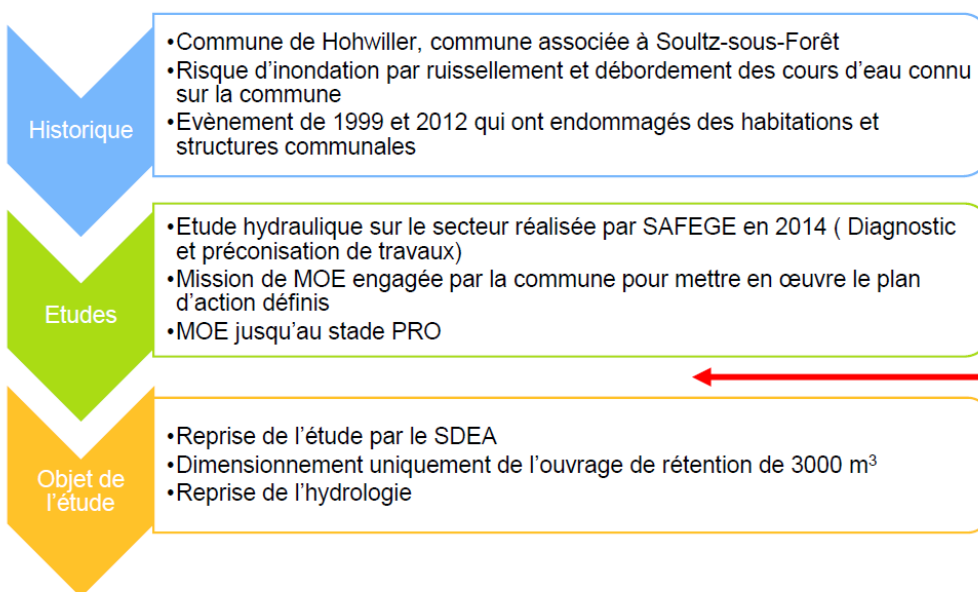 Historique
•Commune de Hohwiller, commune associée à Soultz-sous-Forêt
•Risque d'inondation par ruissellement et débordement des cours d'eau connu
sur la commune
•Evènement de 1999 et 2012 qui ont endommagés des habitations et
structures communales
Etudes
•Etude hydraulique sur le secteur réalisée par SAFEGE en 2014 ( Diagnostic
et préconisation de travaux)
•Mission de MOE engagée par la commune pour mettre en œuvre le plan
d'action définis
•MOE jusqu'au stade PRO
Objet de
l'étude
•Reprise de l'étude par le SDEA
•Dimensionnement uniquement de l'ouvrage de rétention de 3000 m³
•Reprise de l'hydrologie